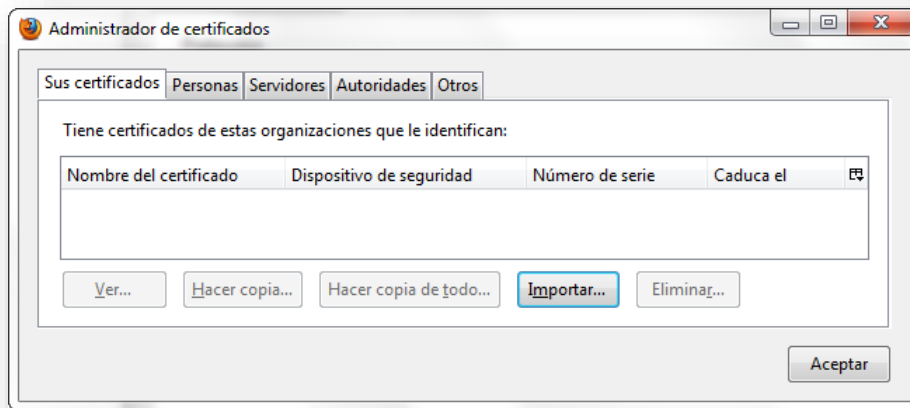 Administrador de certificados
Sus certificados Personas Servidores Autoridades Otros
Tiene certificados de estas organizaciones que le identifican:
Nombre del certificado Dispositivo de seguridad Número de serie Caduca el
Ver... Hacer copia... Hacer copia de todo... Importar... Eliminar...
Aceptar